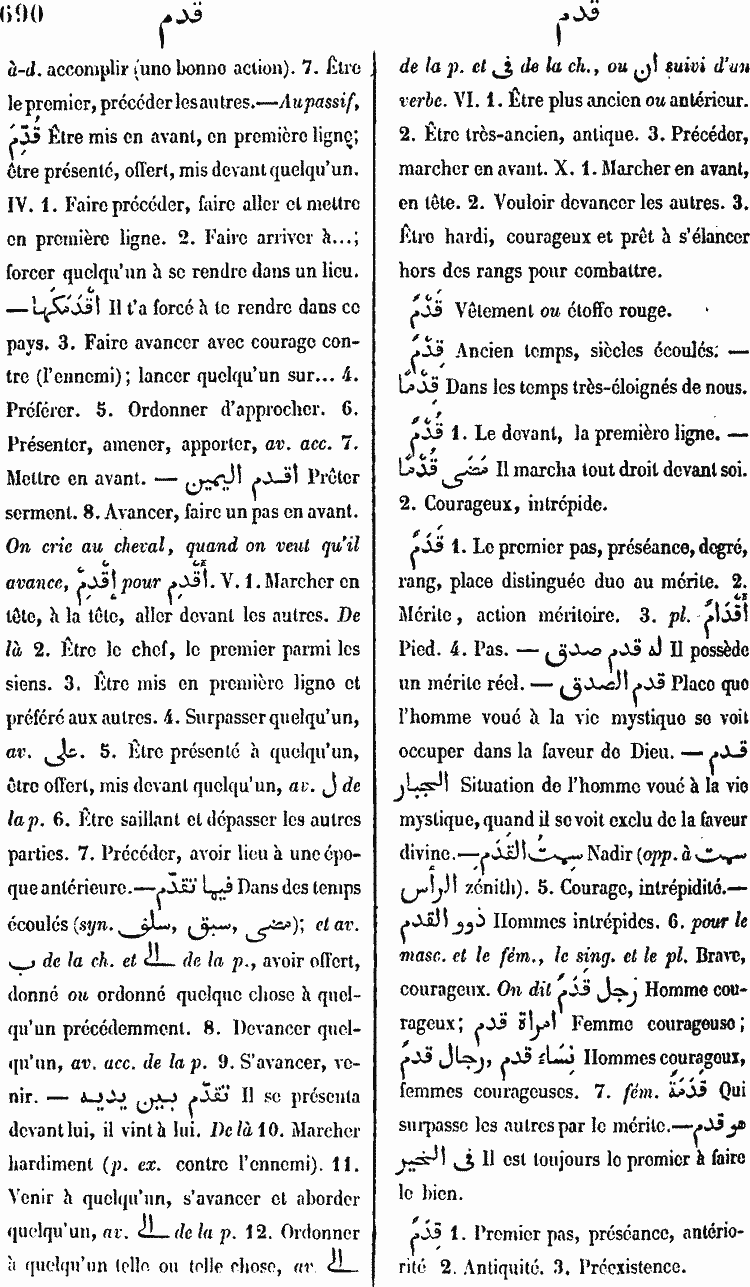 690
قدم
قدم
à-d. accomplir (une bonne action). 7. Être
le premier, précéder les autres.—Au passif,
قُدِّمَ Être mis en avant, en première ligne;
être présenté, offert, mis devant quelqu'un.
IV. 1. Faire précéder, faire aller et mettre
en première ligne. 2. Faire arriver à...;
forcer quelqu'un à se rendre dans un lieu.
— أَقْدَمَكَهَا Il t'a forcé à te rendre dans ce
pays. 3. Faire avancer avec courage con-
tre (l'ennemi); lancer quelqu'un sur... 4.
Préférer. 5. Ordonner d'approcher. 6.
Présenter, amener, apporter, av. acc. 7.
Mettre en avant. — اقدم اليمين Prêter
serment. 8. Avancer, faire un pas en avant.
On crie au cheval, quand on veut qu'il
avance, إِقْدِمْ pour أَقْدِمْ. V. 1. Marcher en
tête, à la tête, aller devant les autres. De
là 2. Être le chef, le premier parmi les
siens. 3. Être mis en première ligne et
préféré aux autres. 4. Surpasser quelqu'un,
av. على. 5. Être présenté à quelqu'un,
être offert, mis devant quelqu'un, av. ل de
la p. 6. Être saillant et dépasser les autres
parties. 7. Précéder, avoir lieu à une épo-
que antérieure.— فيها تقدّم Dans des temps
écoulés (syn. مضى, سبق, سلف); et av.
ب de la ch. et الى de la p., avoir offert,
donné ou ordonné quelque chose à quel-
qu'un précédemment. 8. Devancer quel-
qu'un, av. acc. de la p. 9. S'avancer, ve-
nir. — تقدّم بين يديه Il se présenta
devant lui, il vint à lui. De là 10. Marcher
hardiment (p. ex. contre l'ennemi). 11.
Venir à quelqu'un, s'avancer et aborder
quelqu'un, av. الى de la p. 12. Ordonner
à quelqu'un telle ou telle chose, av. الى
de la p. et فى de la ch., ou أن suivi d'un
verbe. VI. 1. Être plus ancien ou antérieur.
2. Être très-ancien, antique. 3. Précéder,
marcher en avant. X. 1. Marcher en avant,
en tête. 2. Vouloir devancer les autres. 3.
Être hardi, courageux et prêt à s'élancer
hors des rangs pour combattre.
قَدْمٌ Vêtement ou étoffe rouge.
قِدْمٌ Ancien temps, siècles écoulés. —
قِدْمًا Dans les temps très-éloignés de nous.
قُدْمٌ 1. Le devant, la première ligne. —
مَضَى قُدْمًا Il marcha tout droit devant soi.
2. Courageux, intrépide.
قَدَمٌ 1. Le premier pas, préséance, degré,
rang, place distinguée due au mérite. 2.
Mérite, action méritoire. 3. pl. أَقْدَامٌ
Pied. 4. Pas. — له قدم صدق Il possède
un mérite réel. — قدم الصدق Place que
l'homme voué à la vie mystique se voit
occuper dans la faveur de Dieu. — قدم
الجبار Situation de l'homme voué à la vie
mystique, quand il se voit exclu de la faveur
divine.— سمتُ القَدَمِ Nadir (opp. à سمت
الرأس zénith). 5. Courage, intrépidité.—
ذوو القدم Hommes intrépides. 6. pour le
masc. et le fém., le sing. et le pl. Brave,
courageux. On dit رجل قَدَمٌ Homme cou-
rageux; امراة قدم Femme courageuse;
نِسَاءٌ قدم, رجال قدمٌ Hommes courageux,
femmes courageuses. 7. fém. قَدَمَةٌ Qui
surpasse les autres par le mérite.— هو قدم
فى الخير Il est toujours le premier à faire
le bien.
قِدَمٌ 1. Premier pas, préséance, antério-
rité 2. Antiquité. 3. Préexistence.